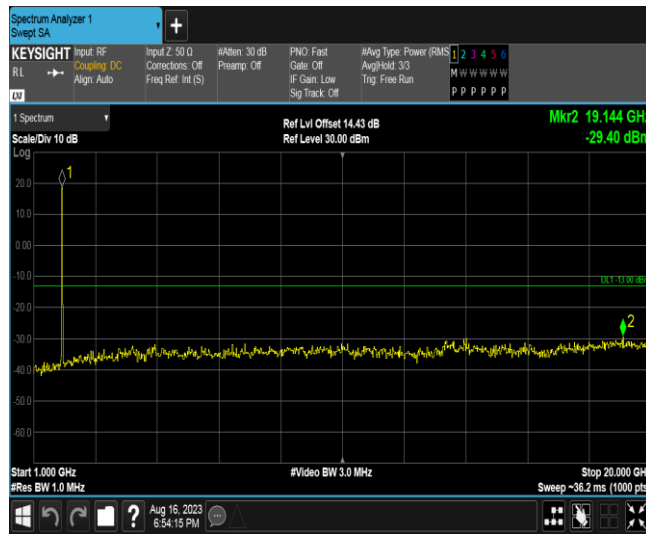 Spectrum Analyzer 1
Swept SA
KEYSIGHT
RL
LXI
Input: RF
Coupling: DC
Align: Auto
Input Z: 50 Ω
Corrections: Off
Freq Ref: Int (S)
#Atten: 30 dB
Preamp: Off
PNO: Fast
Gate: Off
IF Gain: Low
Sig Track: Off
#Avg Type: Power (RMS
Avg|Hold: 3/3
Trig: Free Run
1 2 3 4 5 6
M W W W W W
P P P P P P
1 Spectrum
Scale/Div 10 dB
Log
Ref Lvl Offset 14.43 dB
Ref Level 30.00 dBm
Mkr2 19.144 GHz
-29.40 dBm
1
20.0
10.0
0.00
-10.0
DL1 -13.00 dBm
-20.0
2
-30.0
-40.0
-50.0
-60.0
Start 1.000 GHz
#Video BW 3.0 MHz
Stop 20.000 GH
#Res BW 1.0 MHz
Sweep ~36.2 ms (1000 pts
?
Aug 16, 2023
6:54:15 PM